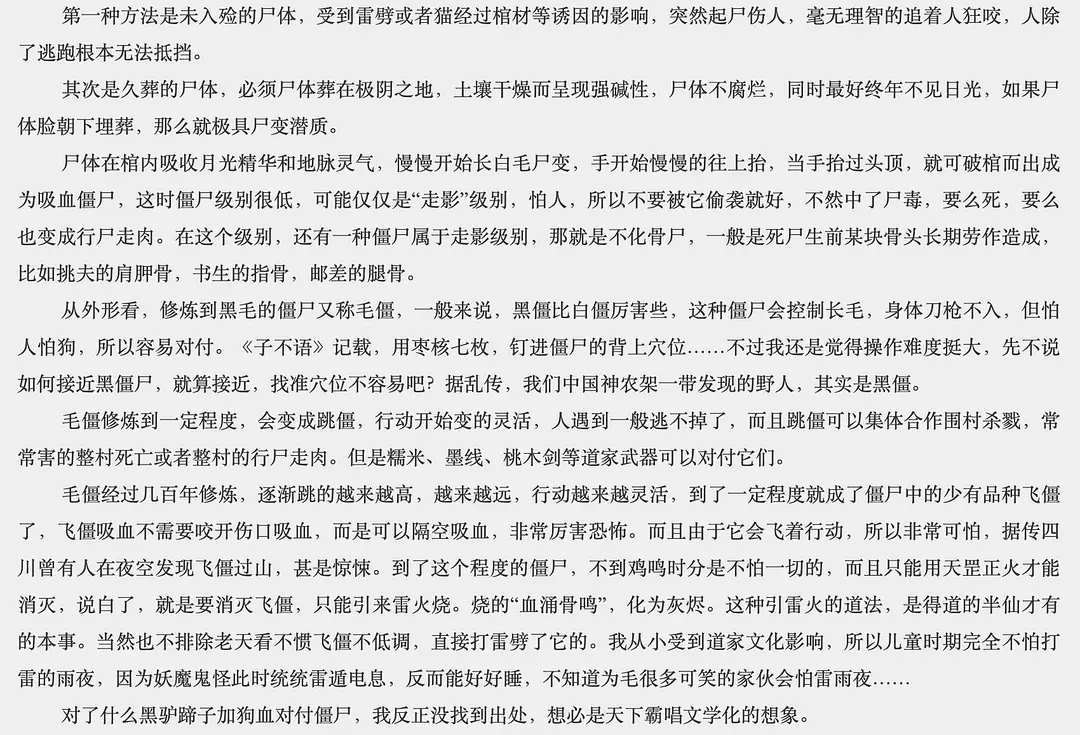 第一种方法是未入殓的尸体，受到雷劈或者猫经过棺材等诱因的影响，突然起尸伤人，毫无理智的追着人狂咬，人除
了逃跑根本无法抵挡。
其次是久葬的尸体，必须尸体葬在极阴之地，土壤干燥而呈现强碱性，尸体不腐烂，同时最好终年不见日光，如果尸
体脸朝下埋葬，那么就极具尸变潜质。
尸体在棺内吸收月光精华和地脉灵气，慢慢开始长白毛尸变，手开始慢慢的往上抬，当手抬过头顶，就可破棺而出成
为吸血僵尸，这时僵尸级别很低，可能仅仅是“走影”级别，怕人，所以不要被它偷袭就好，不然中了尸毒，要么死，要么
也变成行尸走肉。在这个级别，还有一种僵尸属于走影级别，那就是不化骨尸，一般是死尸生前某块骨头长期劳作造成，
比如挑夫的肩胛骨，书生的指骨，邮差的腿骨。
从外形看，修炼到黑毛的僵尸又称毛僵，一般来说，黑僵比白僵厉害些，这种僵尸会控制长毛，身体刀枪不入，但怕
人怕狗，所以容易对付。《子不语》记载，用枣核七枚，钉进僵尸的背上穴位……不过我还是觉得操作难度挺大，先不说
如何接近黑僵尸，就算接近，找准穴位不容易吧？据乱传，我们中国神农架一带发现的野人，其实是黑僵。
毛僵修炼到一定程度，会变成跳僵，行动开始变的灵活，人遇到一般逃不掉了，而且跳僵可以集体合作围村杀戮，常
常害的整村死亡或者整村的行尸走肉。但是糯米、墨线、桃木剑等道家武器可以对付它们。
毛僵经过几百年修炼，逐渐跳的越来越高，越来越远，行动越来越灵活，到了一定程度就成了僵尸中的少有品种飞僵
了，飞僵吸血不需要咬开伤口吸血，而是可以隔空吸血，非常厉害恐怖。而且由于它会飞着行动，所以非常可怕，据传四
川曾有人在夜空发现飞僵过山，甚是惊悚。到了这个程度的僵尸，不到鸡鸣时分是不怕一切的，而且只能用天罡正火才能
消灭，说白了，就是要消灭飞僵，只能引来雷火烧。烧的“血涌骨鸣”，化为灰烬。这种引雷火的道法，是得道的半仙才有
的本事。当然也不排除老天看不惯飞僵不低调，直接打雷劈了它的。我从小受到道家文化影响，所以儿童时期完全不怕打
雷的雨夜，因为妖魔鬼怪此时统统雷遁电息，反而能好好睡，不知道为毛很多可笑的家伙会怕雷雨夜……
对了什么黑驴蹄子加狗血对付僵尸，我反正没找到出处，想必是天下霸唱文学化的想象。